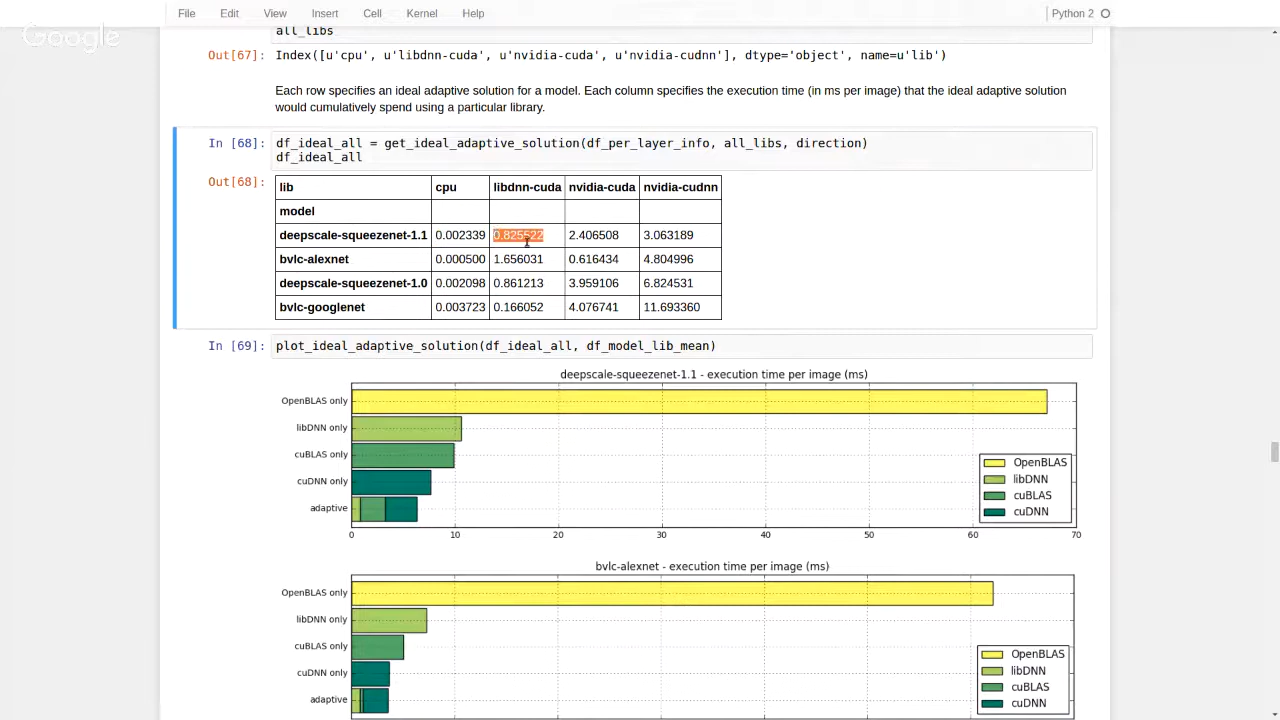 File Edit View Insert Cell Kernel Help Python 2
Google
all_libs
Out[67]: Index([u'cpu', u'libdnn-cuda', u'nvidia-cuda', u'nvidia-cudnn'], dtype='object', name=u'lib')
Each row specifies an ideal adaptive solution for a model. Each column specifies the execution time (in ms per image) that the ideal adaptive solution
would cumulatively spend using a particular library.
In [68]: df_ideal_all = get_ideal_adaptive_solution(df_per_layer_info, all_libs, direction)
df_ideal_all
Out[68]: lib cpu libdnn-cuda nvidia-cuda nvidia-cudnn
model
deepscale-squeezenet-1.1 0.002339 0.825522 2.406508 3.063189
bvlc-alexnet 0.000500 1.656031 0.616434 4.804996
deepscale-squeezenet-1.0 0.002098 0.861213 3.959106 6.824531
bvlc-googlenet 0.003723 0.166052 4.076741 11.693360
In [69]: plot_ideal_adaptive_solution(df_ideal_all, df_model_lib_mean)
deepscale-squeezenet-1.1 - execution time per image (ms)
OpenBLAS only
libDNN only
cuBLAS only
cuDNN only
adaptive
OpenBLAS
libDNN
cuBLAS
cuDNN
0 10 20 30 40 50 60 70
bvlc-alexnet - execution time per image (ms)
OpenBLAS only
libDNN only
cuBLAS only
cuDNN only
adaptive
OpenBLAS
libDNN
cuBLAS
cuDNN